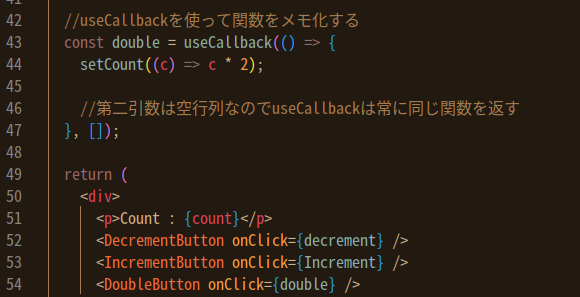 41
42 //useCallbackを使って関数をメモ化する
43 const double = useCallback(() => {
44 setCount((c) => c * 2);
45
46 //第二引数は空行列なのでuseCallbackは常に同じ関数を返す
47 }, []);
48
49 return (
50 <div>
51 <p>Count : {count}</p>
52 <DecrementButton onClick={decrement} />
53 <IncrementButton onClick={Increment} />
54 <DoubleButton onClick={double} />